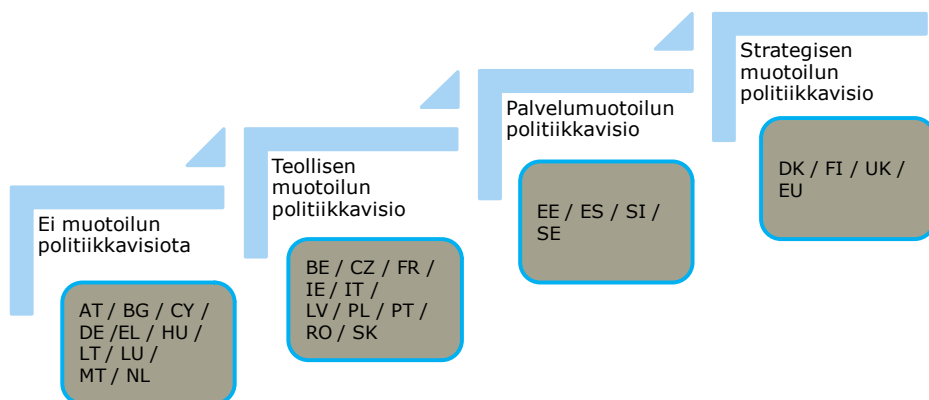 Ei muotoilun
politiikkavisiota
AT / BG / CY /
DE /EL / HU /
LT / LU /
MT / NL
Teollisen
muotoilun
politiikkavisio
BE / CZ / FR /
IE / IT /
LV / PL / PT /
RO / SK
Palvelumuotoilun
politiikkavisio
EE / ES / SI /
SE
Strategisen
muotoilun
politiikkavisio
DK / FI / UK /
EU